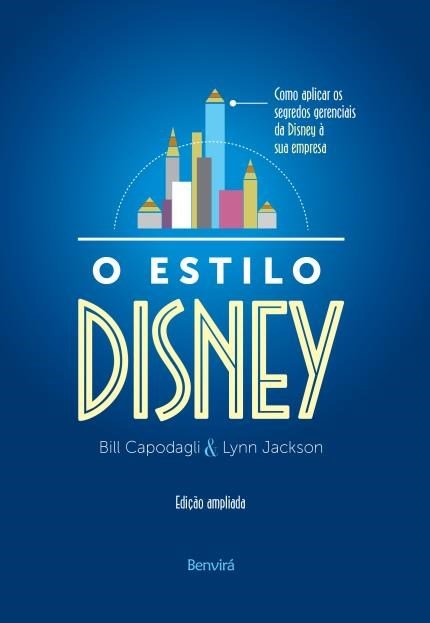 Como aplicar os
segredos gerenciais
da Disney à
sua empresa
O ESTILO
DISNEY
Bill Capodagli & Lynn Jackson
Edição ampliada
Benvirá